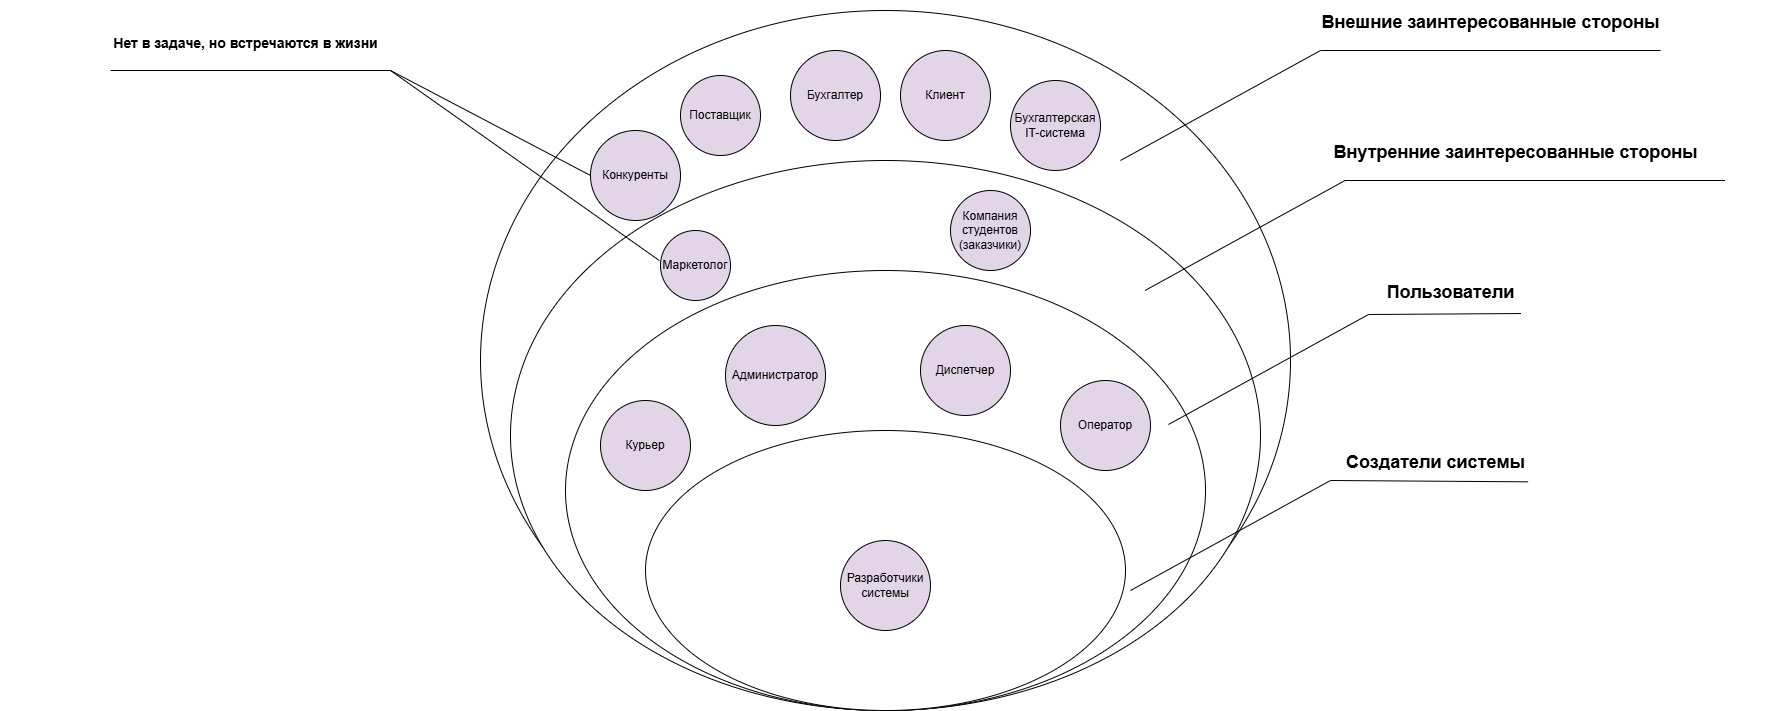 Внешние заинтересованные стороны
Нет в задаче, но встречаются в жизни
Бухгалтер
Клиент
Поставщик
Бухгалтерская
IT-система
Внутренние заинтересованные стороны
Конкуренты
Компания
студентов
(заказчики)
Маркетолог
Пользователи
Администратор
Диспетчер
Оператор
Курьер
Создатели системы
Разработчики
системы